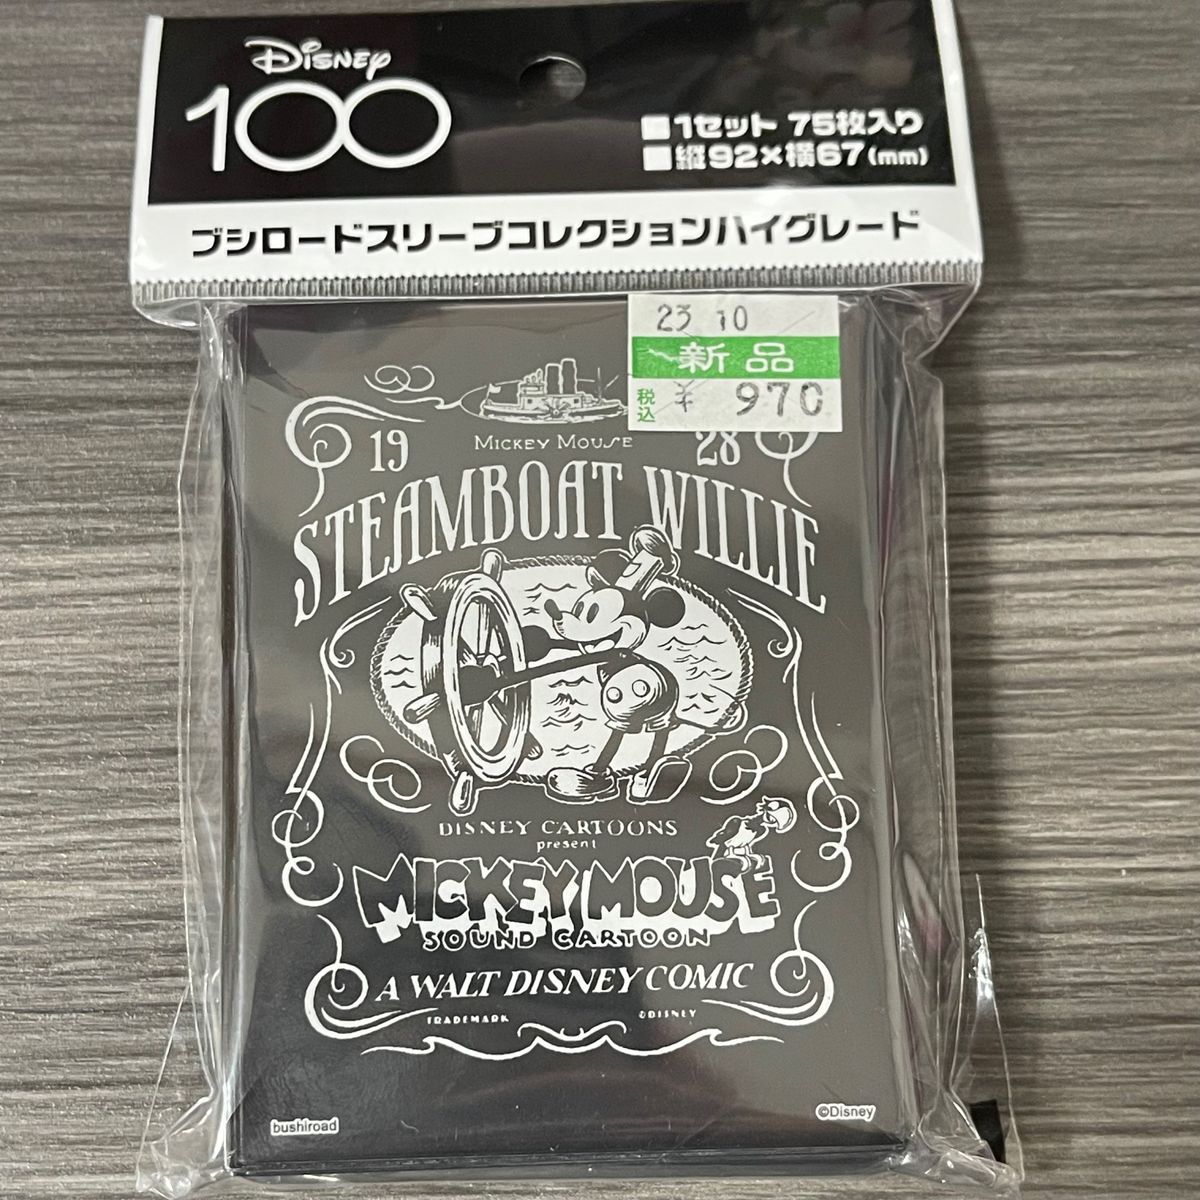 Disney
100
■1セット 75枚入り
■縦92×横67(mm)
ブシロードスリーブコレクションハイグレード
23 10
新品
税込 ¥ 970
MICKEY MOUSE
19 28
STEAMBOAT WILLIE
DISNEY CARTOONS
present
MICKEY MOUSE
SOUND CARTOON
A WALT DISNEY COMIC
TRADEMARK ©DISNEY
bushiroad ©Disney